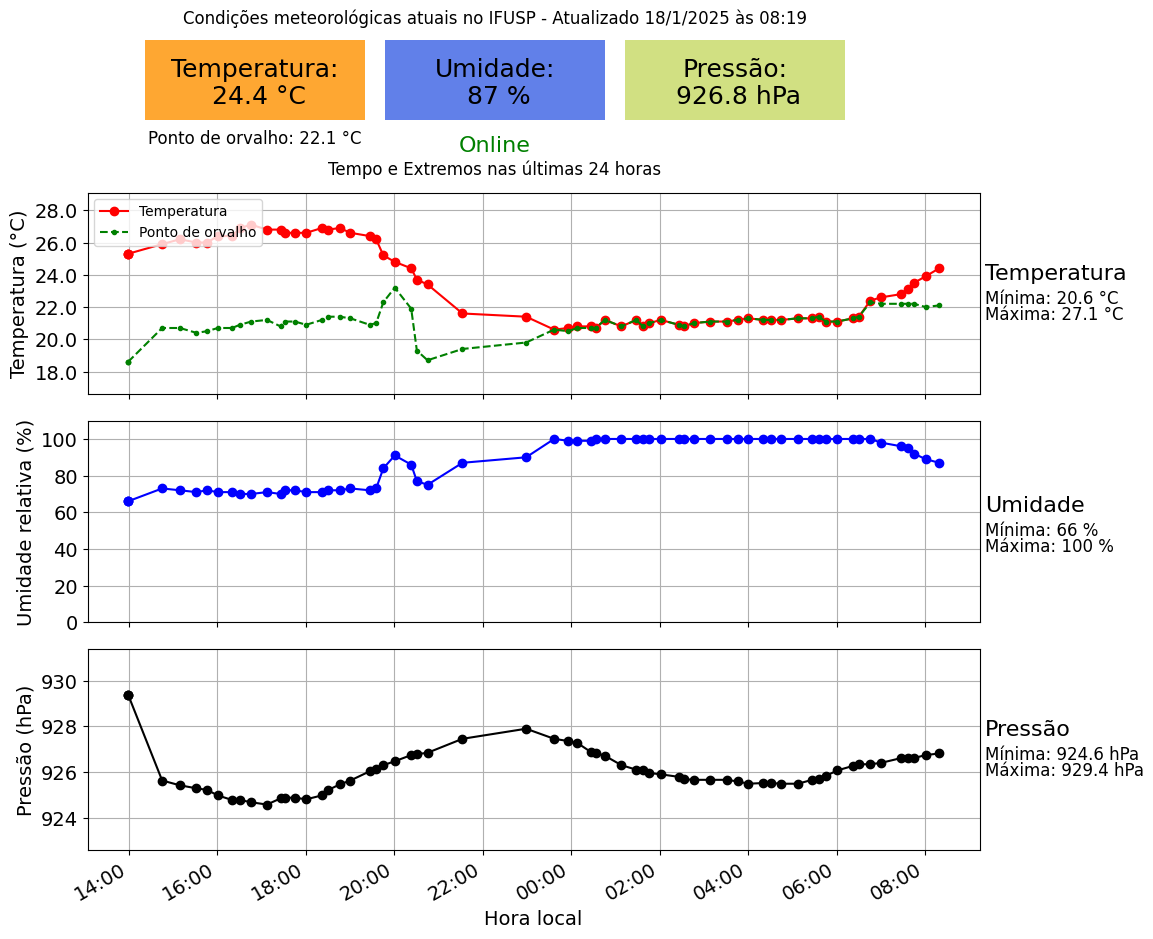 Condições meteorológicas atuais no IFUSP - Atualizado 18/1/2025 às 08:19
Temperatura:
24.4 °C
Umidade:
87 %
Pressão:
926.8 hPa
Ponto de orvalho: 22.1 °C
Online
Tempo e Extremos nas últimas 24 horas
Temperatura (°C)
28.0
26.0
24.0
22.0
20.0
18.0
Temperatura
Ponto de orvalho
Temperatura
Mínima: 20.6 °C
Máxima: 27.1 °C
Umidade relativa (%)
100
80
60
40
20
0
Umidade
Mínima: 66 %
Máxima: 100 %
Pressão (hPa)
930
928
926
924
Pressão
Mínima: 924.6 hPa
Máxima: 929.4 hPa
14:00 16:00 18:00 20:00 22:00 00:00 02:00 04:00 06:00 08:00
Hora local